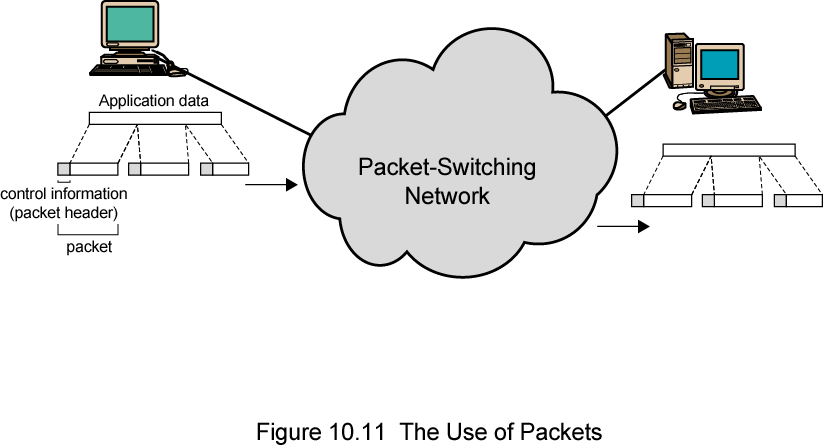 Application data
control information
(packet header)
packet
Packet-Switching
Network
Figure 10.11 The Use of Packets